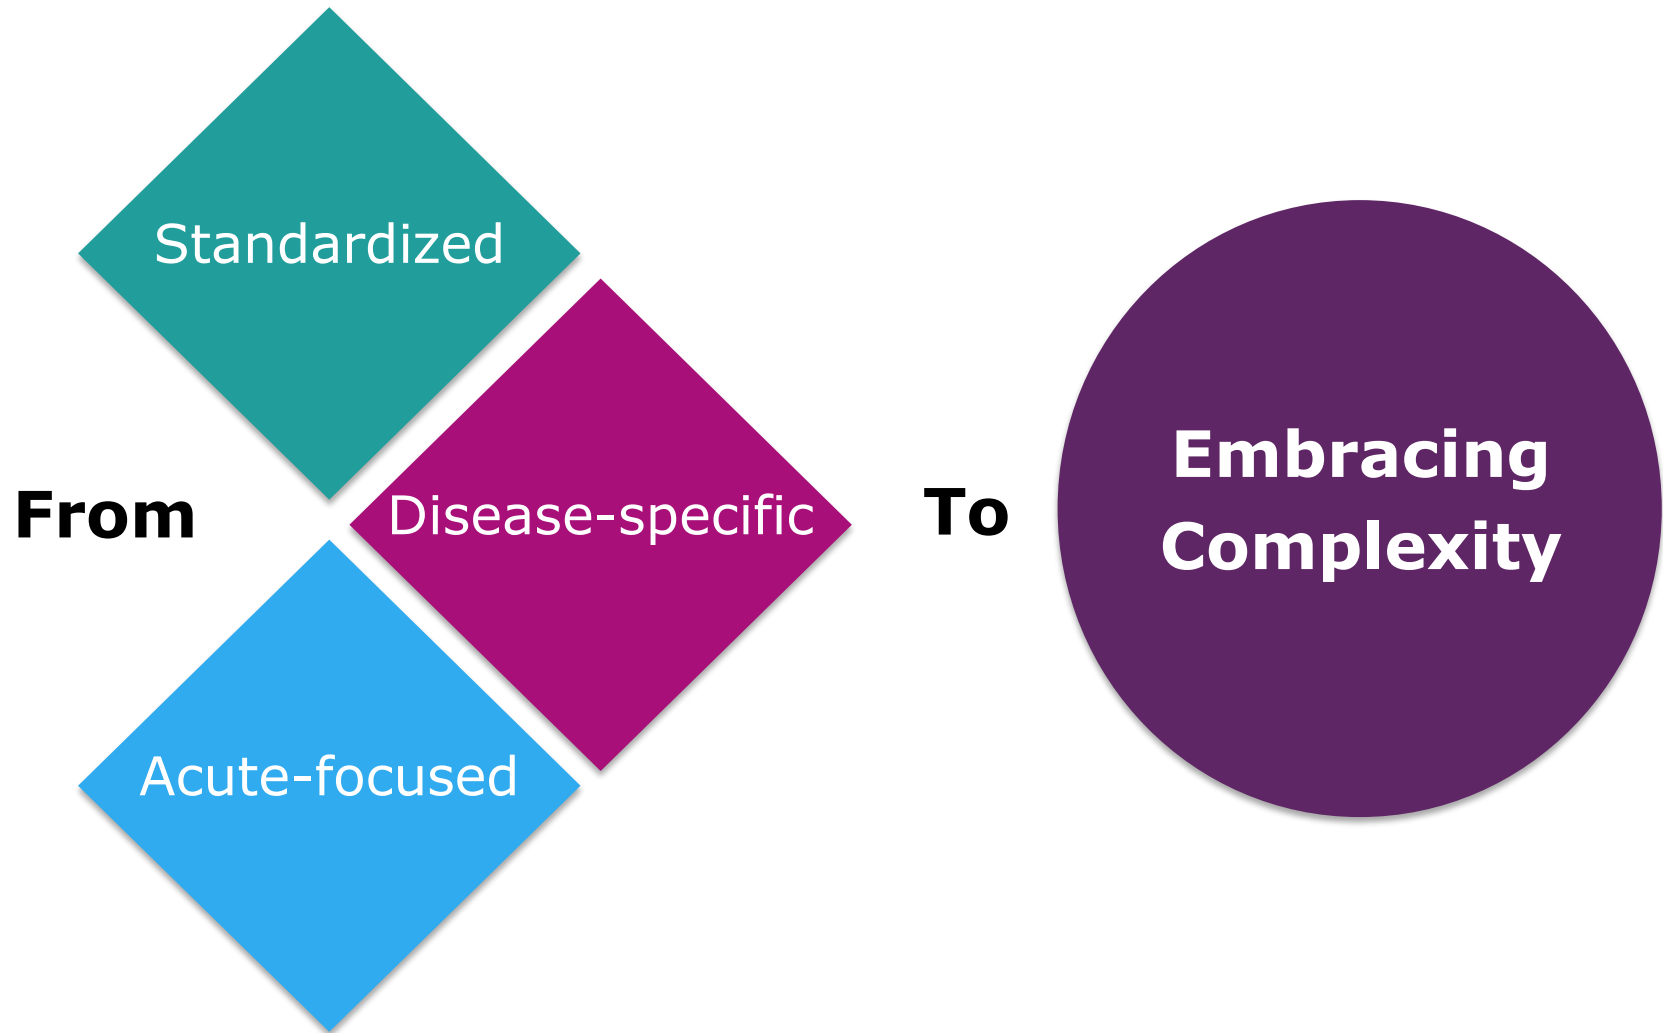 From
Standardized
Disease-specific
Acute-focused
To
Embracing
Complexity